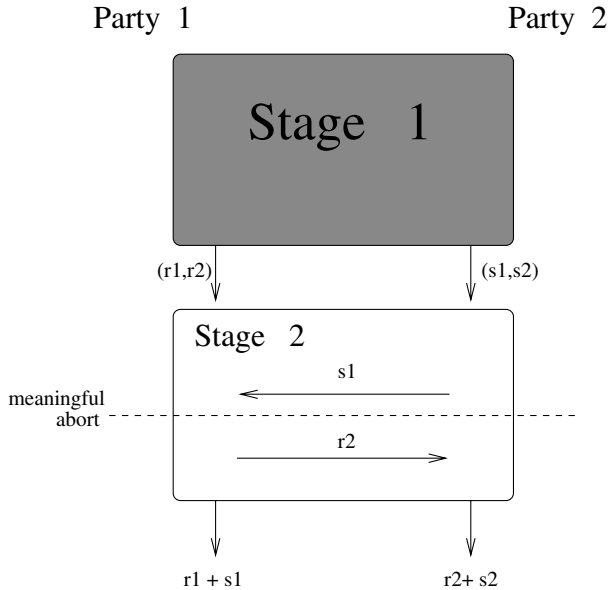 Party 1
Party 2
Stage 1
(r1,r2)
(s1,s2)
Stage 2
s1
meaningful
abort
r2
r1 + s1
r2+ s2